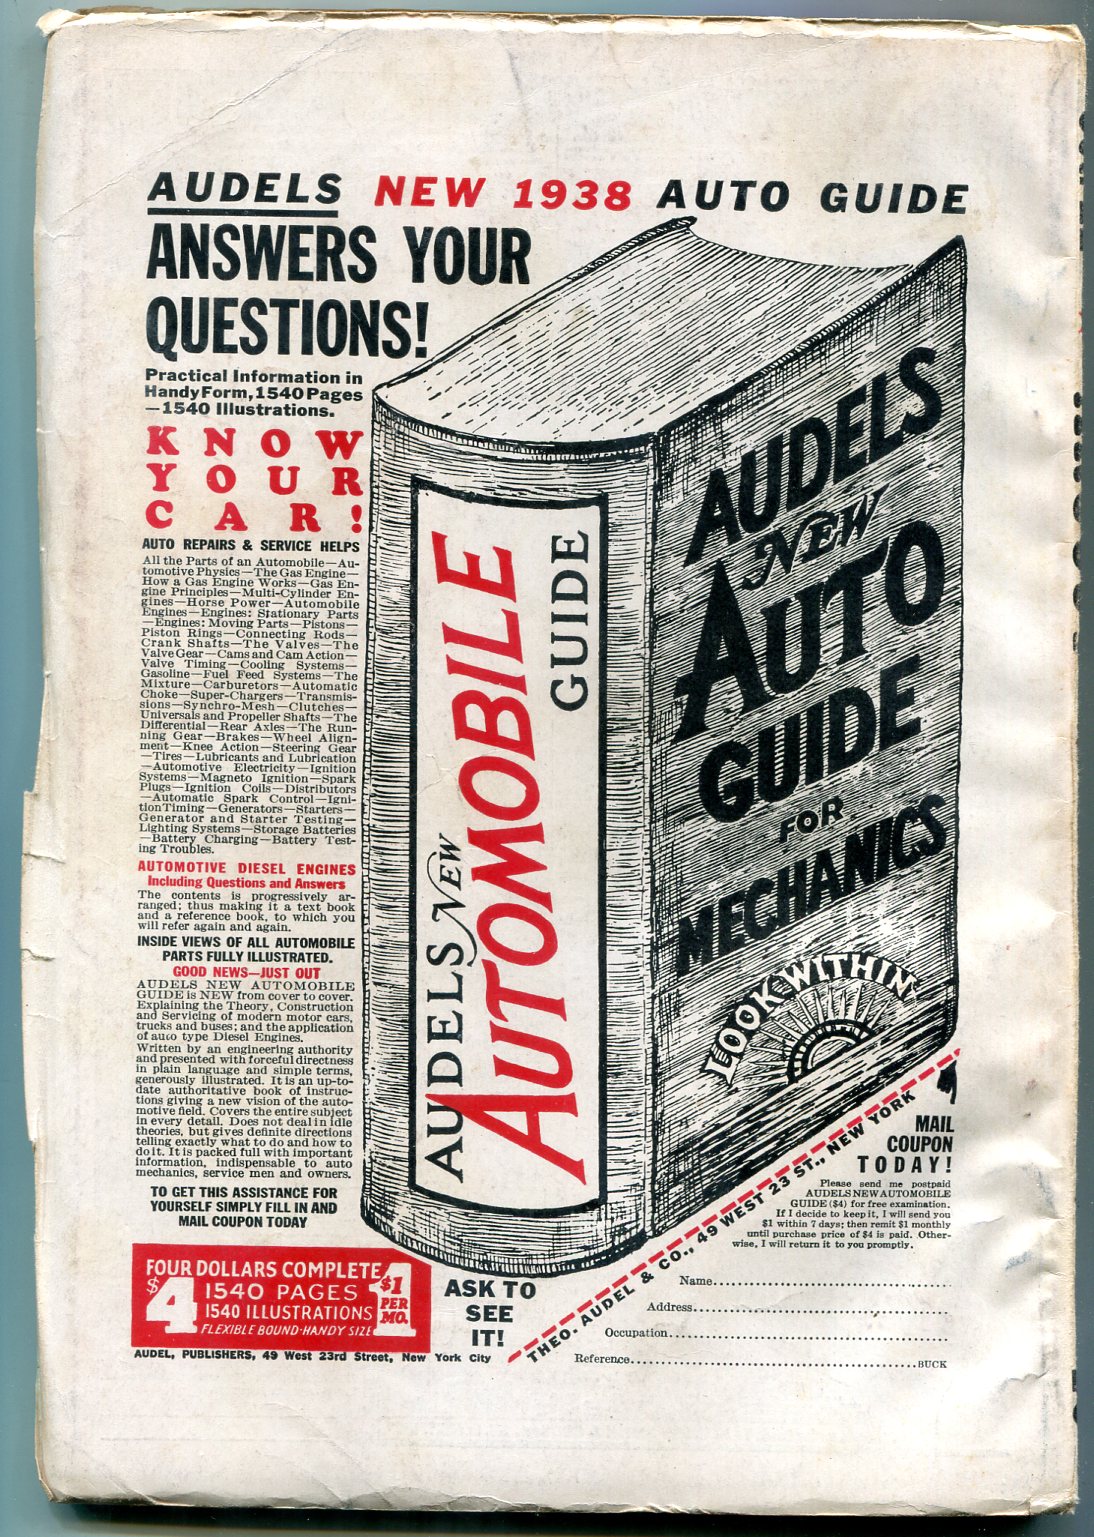 AUDELS NEW 1938 AUTO GUIDE
ANSWERS YOUR
QUESTIONS!
Practical Information in
Handy Form, 1540 Pages
—1540 Illustrations.
KNOW
YOUR
CAR!
AUTO REPAIRS & SERVICE HELPS
All the Parts of an Automobile—Au-
tomotive Physics—The Gas Engine—
How a Gas Engine Works—Gas En-
gine Principles—Multi-Cylinder En-
gines—Horse Power—Automobile
Engines—Engines: Stationary Parts
—Engines: Moving Parts—Pistons—
Piston Rings—Connecting Rods—
Crank Shafts—The Valves—The
Valve Gear—Cams and Cam Action—
Valve Timing—Cooling Systems—
Gasoline—Fuel Feed Systems—The
Mixture—Carburetors—Automatic
Choke—Super-Chargers—Transmis-
sions—Synchro-Mesh—Clutches—
Universals and Propeller Shafts—The
Differential—Rear Axles—The Run-
ning Gear—Brakes—Wheel Align-
ment—Knee Action—Steering Gear
—Tires—Lubricants and Lubrication
—Automotive Electricity—Ignition
Systems—Magneto Ignition—Spark
Plugs—Ignition Coils—Distributors
—Automatic Spark Control—Igni-
tion Timing—Generators—Starters—
Generator and Starter Testing—
Lighting Systems—Storage Batteries
—Battery Charging—Battery Test-
ing Troubles.
AUTOMOTIVE DIESEL ENGINES
Including Questions and Answers
The contents is progressively ar-
ranged; thus making it a text book
and a reference book, to which you
will refer again and again.
INSIDE VIEWS OF ALL AUTOMOBILE
PARTS FULLY ILLUSTRATED.
GOOD NEWS—JUST OUT
AUDELS NEW AUTOMOBILE
GUIDE is NEW from cover to cover.
Explaining the Theory, Construction
and Servicing of modern motor cars,
trucks and buses; and the application
of auto type Diesel Engines.
Written by an engineering authority
and presented with forceful directness
in plain language and simple terms,
generously illustrated. It is an up-to-
date authoritative book of instruc-
tions giving a new vision of the auto-
motive field. Covers the entire subject
in every detail. Does not deal in idle
theories, but gives definite directions
telling exactly what to do and how to
do it. It is packed full with important
information, indispensable to auto
mechanics, service men and owners.
TO GET THIS ASSISTANCE FOR
YOURSELF SIMPLY FILL IN AND
MAIL COUPON TODAY
FOUR DOLLARS COMPLETE
$4
1540 PAGES
1540 ILLUSTRATIONS
FLEXIBLE BOUND-HANDY SIZE
$1
PER
MO.
1
AUDEL, PUBLISHERS, 49 West 23rd Street, New York City
ASK TO
SEE
IT!
AUDELS NEW
AUTOMOBILE
GUIDE
AUDELS
NEW
AUTO
GUIDE
FOR
MECHANICS
LOOK WITHIN
THEO. AUDEL & CO., 49 WEST 23 ST., NEW YORK
MAIL
COUPON
TODAY!
Please send me postpaid
AUDELS NEW AUTOMOBILE
GUIDE ($4) for free examination.
If I decide to keep it, I will send you
$1 within 7 days; then remit $1 monthly
until purchase price of $4 is paid. Other-
wise, I will return it to you promptly.
Name
Address
Occupation
Reference BUCK